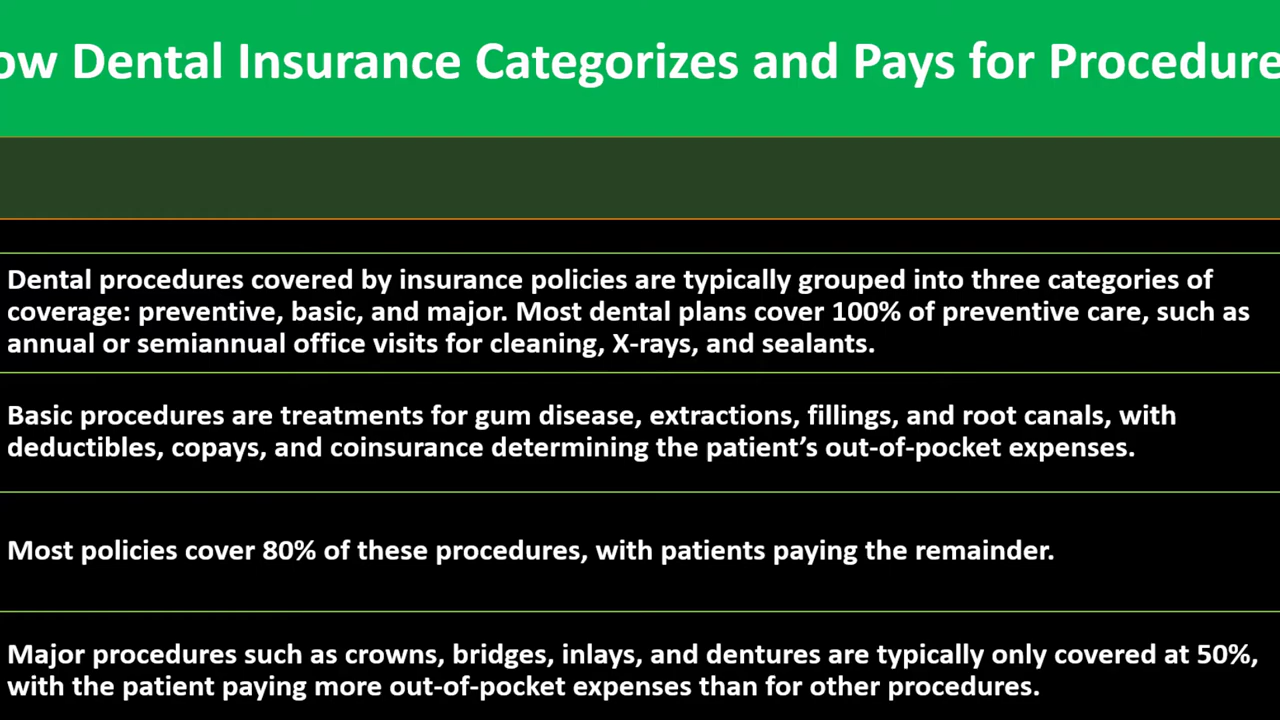 ow Dental Insurance Categorizes and Pays for Procedure
Dental procedures covered by insurance policies are typically grouped into three categories of
coverage: preventive, basic, and major. Most dental plans cover 100% of preventive care, such as
annual or semiannual office visits for cleaning, X-rays, and sealants.
Basic procedures are treatments for gum disease, extractions, fillings, and root canals, with
deductibles, copays, and coinsurance determining the patient’s out-of-pocket expenses.
Most policies cover 80% of these procedures, with patients paying the remainder.
Major procedures such as crowns, bridges, inlays, and dentures are typically only covered at 50%,
with the patient paying more out-of-pocket expenses than for other procedures.